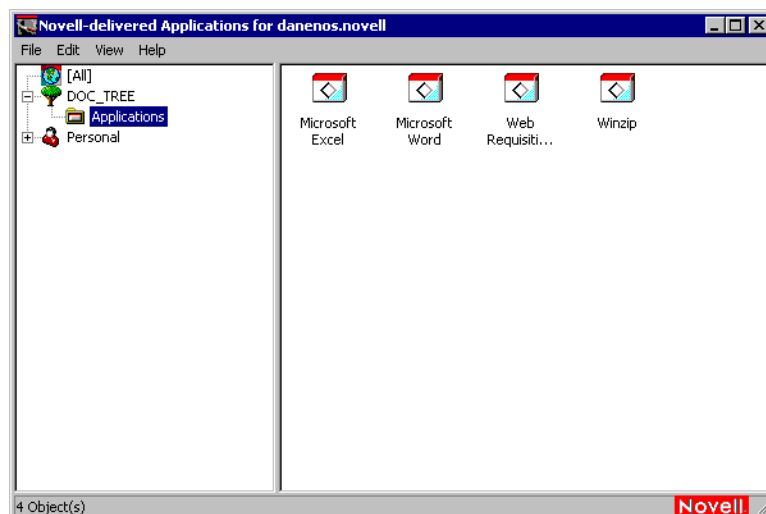 Novell-delivered Applications for danenos.novell
File Edit View Help
[All]
DOC_TREE
Applications
Personal
Microsoft
Excel
Microsoft
Word
Web
Requisiti...
Winzip
4 Object(s)
Novell.